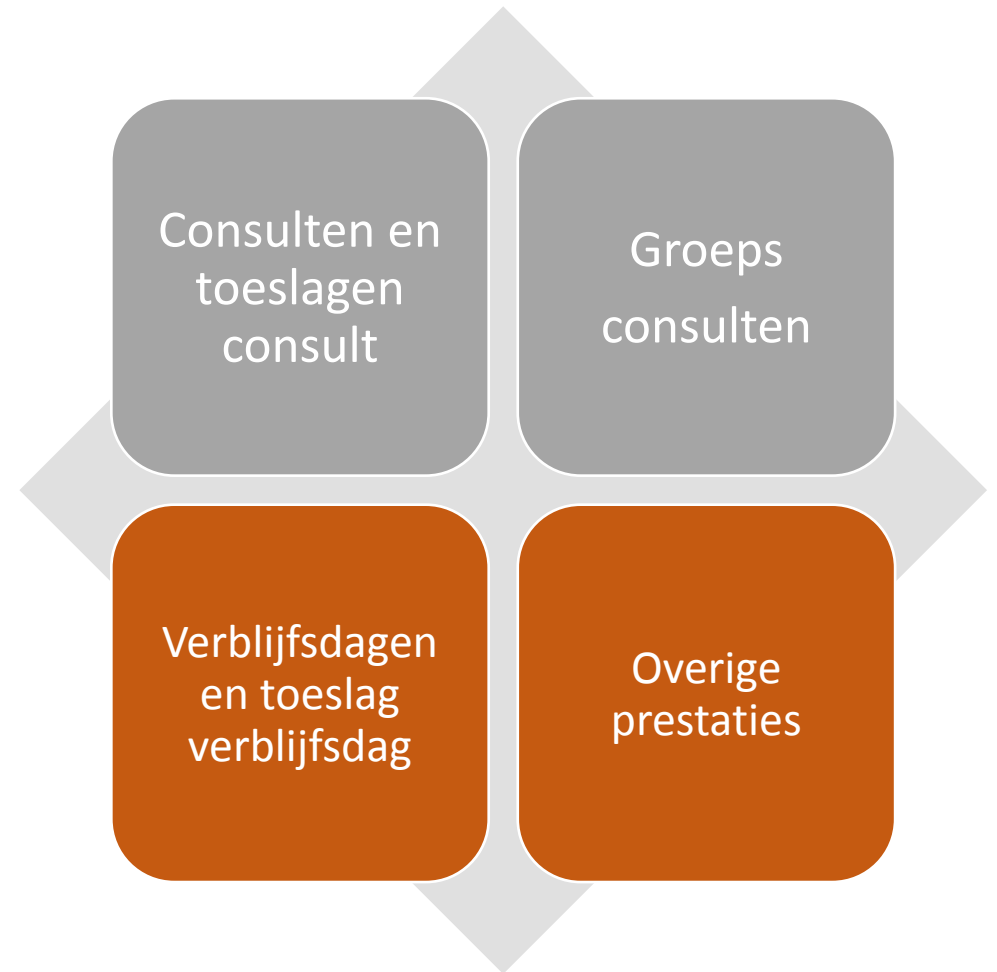 Consulten en
toeslagen
consult
Groeps
consulten
Verblijfsdagen
en toeslag
verblijfsdag
Overige
prestaties